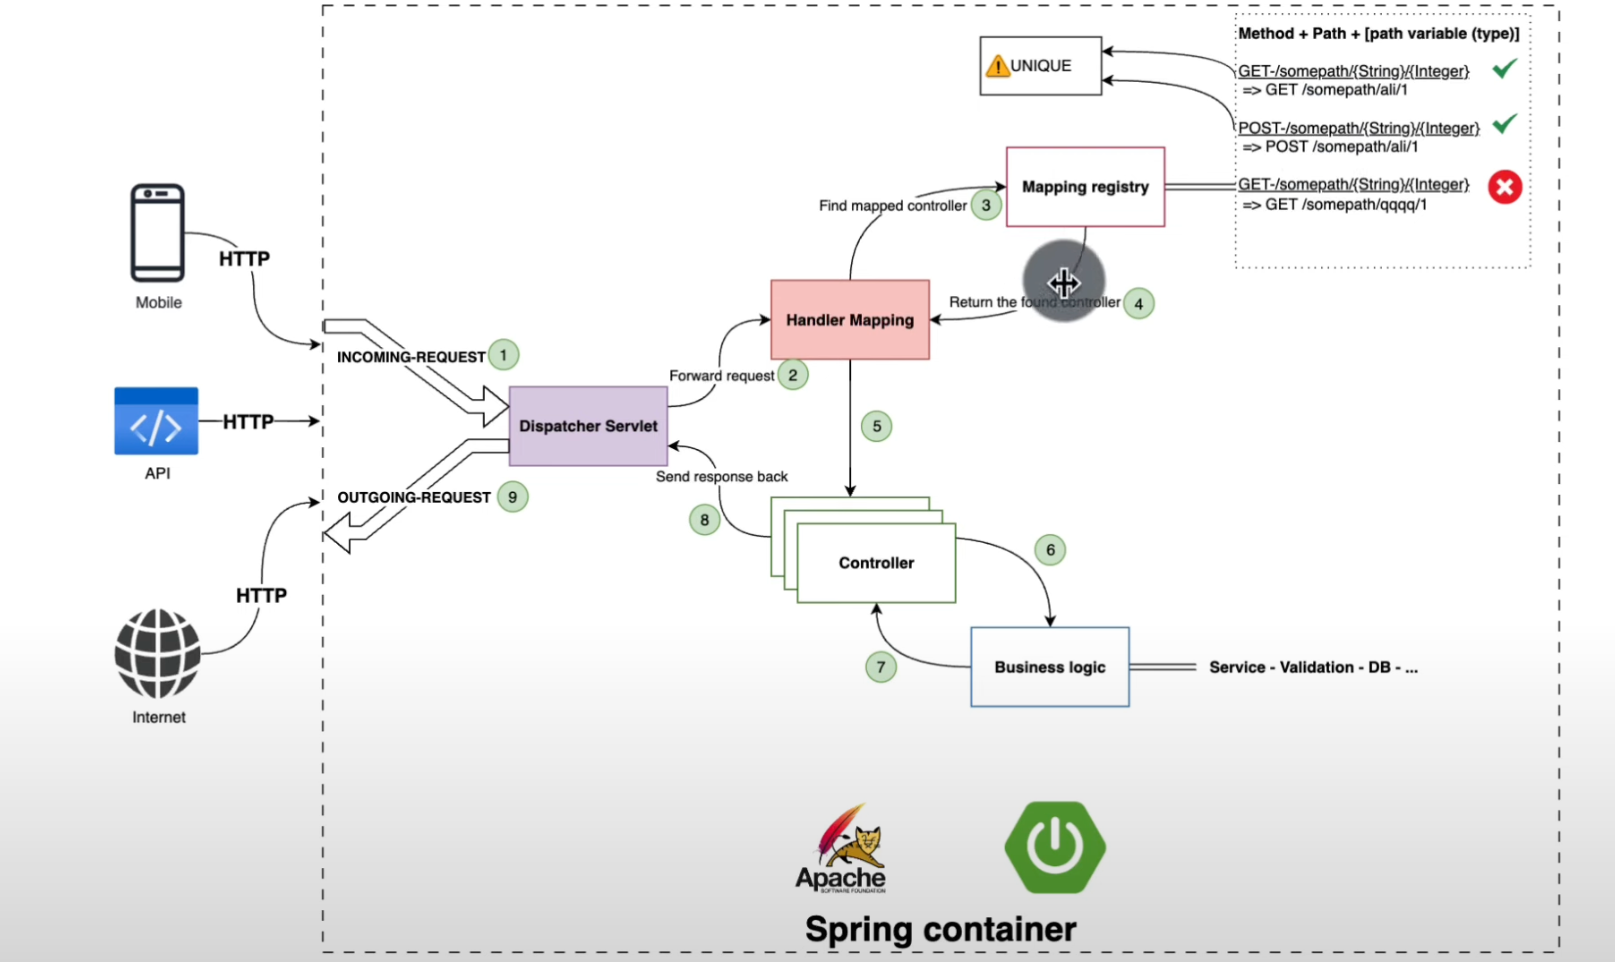 Method + Path + [path variable (type)]
⚠ UNIQUE
GET-/somepath/{String}/{Integer}
=> GET /somepath/ali/1
POST-/somepath/{String}/{Integer}
=> POST /somepath/ali/1
Mapping registry
GET-/somepath/{String}/{Integer}
=> GET /somepath/qqqq/1
Find mapped controller 3
HTTP
Mobile
Return the found controller 4
Handler Mapping
INCOMING-REQUEST 1
Forward request 2
HTTP
API
Dispatcher Servlet
5
Send response back
OUTGOING-REQUEST 9
8
Controller
6
HTTP
Internet
7
Business logic
Service - Validation - DB - ...
Apache
SOFTWARE FOUNDATION
Spring container